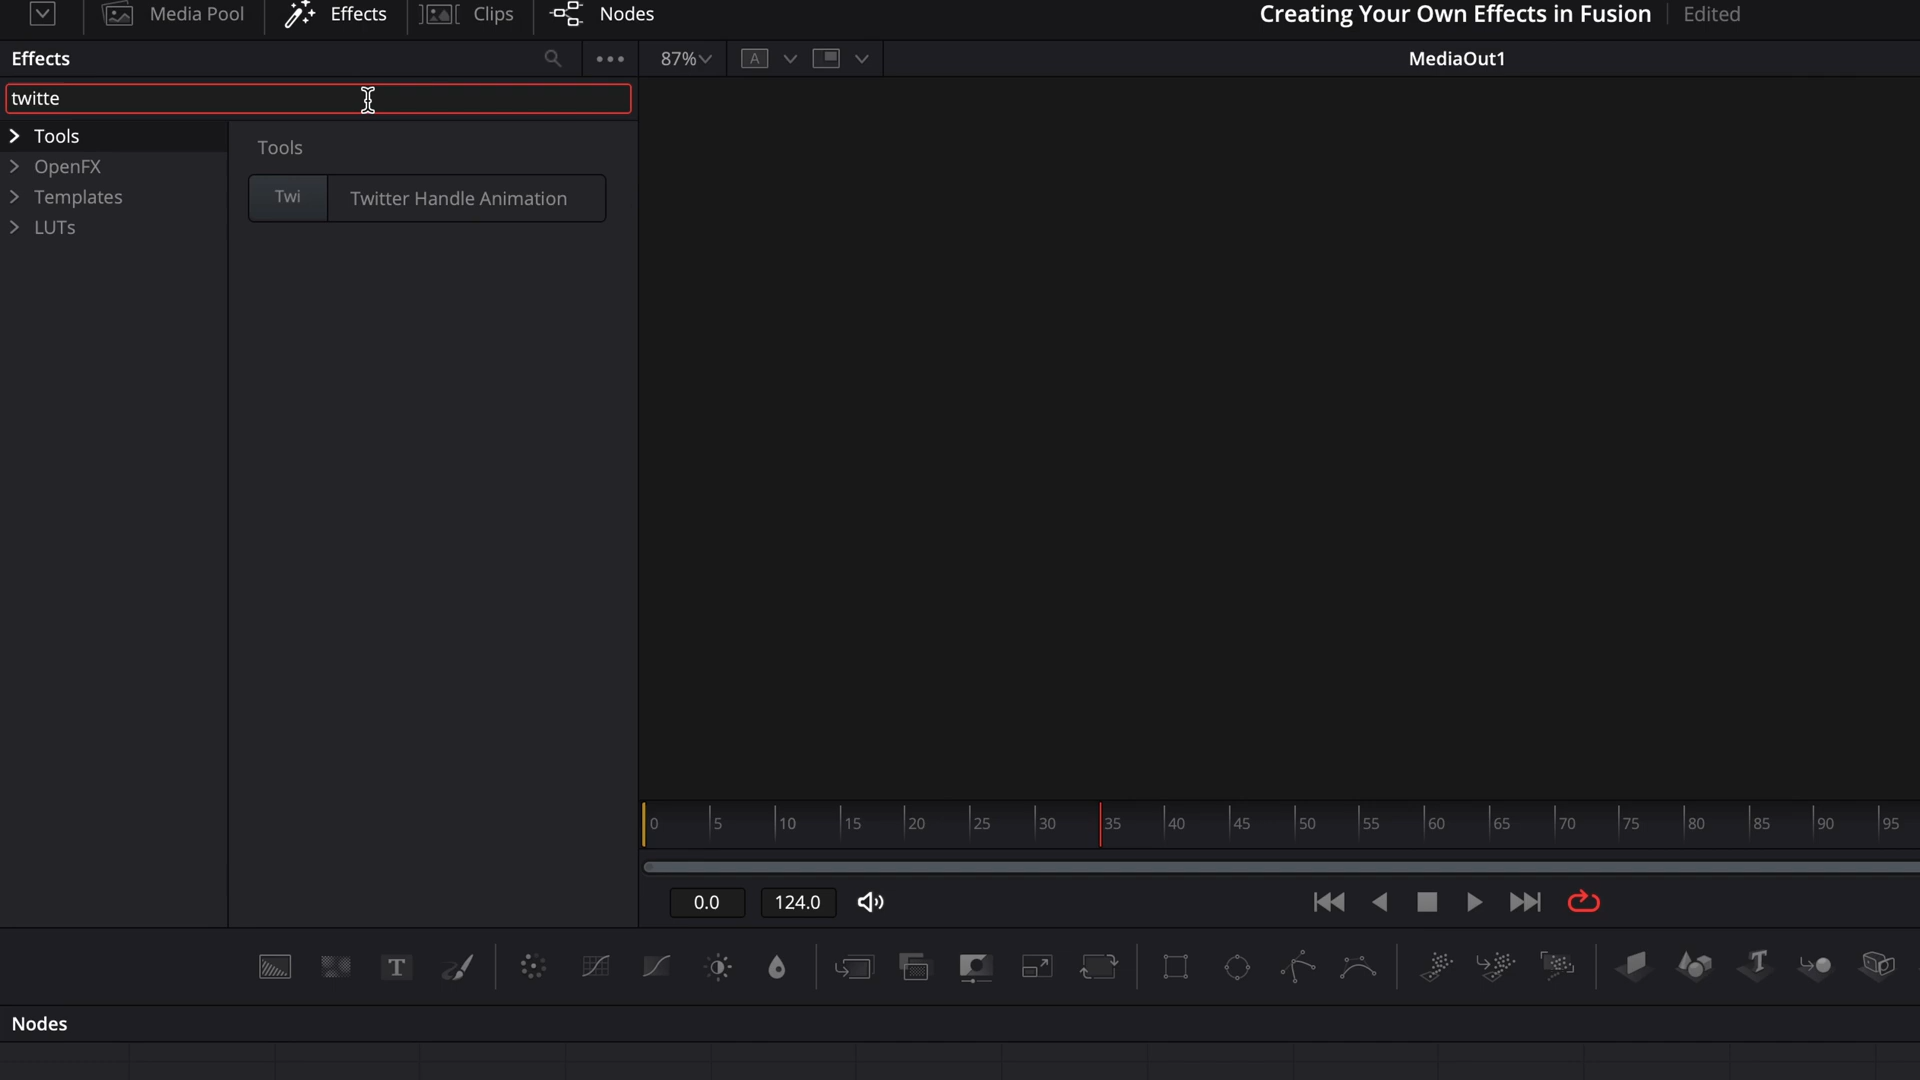 Media Pool Effects Clips Nodes Creating Your Own Effects in Fusion Edited
Effects 87% A MediaOut1
twitte
Tools
OpenFX
Templates
LUTs
Tools
Twi Twitter Handle Animation
0 5 10 15 20 25 30 35 40 45 50 55 60 65 70 75 80 85 90 95
0.0 124.0
T
T
Nodes